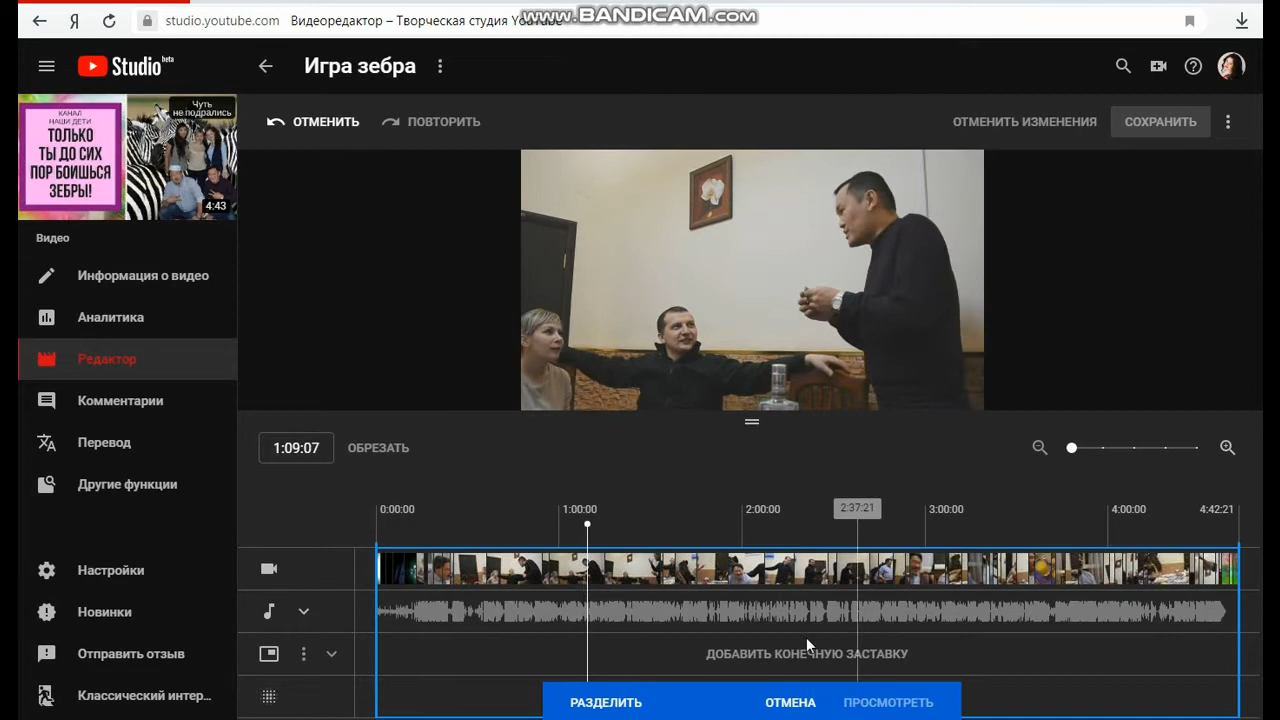 studio.youtube.com
Видеоредактор – Творческая студия YouTube
www.BANDICAM.com
Studio beta
Игра зебра
КАНАЛ
НАШИ ДЕТИ
ТОЛЬКО
ТЫ ДО СИХ
ПОР БОИШЬСЯ
ЗЕБРЫ!
Чуть
не подрались
4:43
ОТМЕНИТЬ
ПОВТОРИТЬ
ОТМЕНИТЬ ИЗМЕНЕНИЯ
СОХРАНИТЬ
Видео
Информация о видео
Аналитика
Редактор
Комментарии
Перевод
Другие функции
Настройки
Новинки
Отправить отзыв
Классический интер...
1:09:07
ОБРЕЗАТЬ
0:00:00
1:00:00
2:00:00
2:37:21
3:00:00
4:00:00
4:42:21
ДОБАВИТЬ КОНЕЧНУЮ ЗАСТАВКУ
РАЗДЕЛИТЬ
ОТМЕНА
ПРОСМОТРЕТЬ